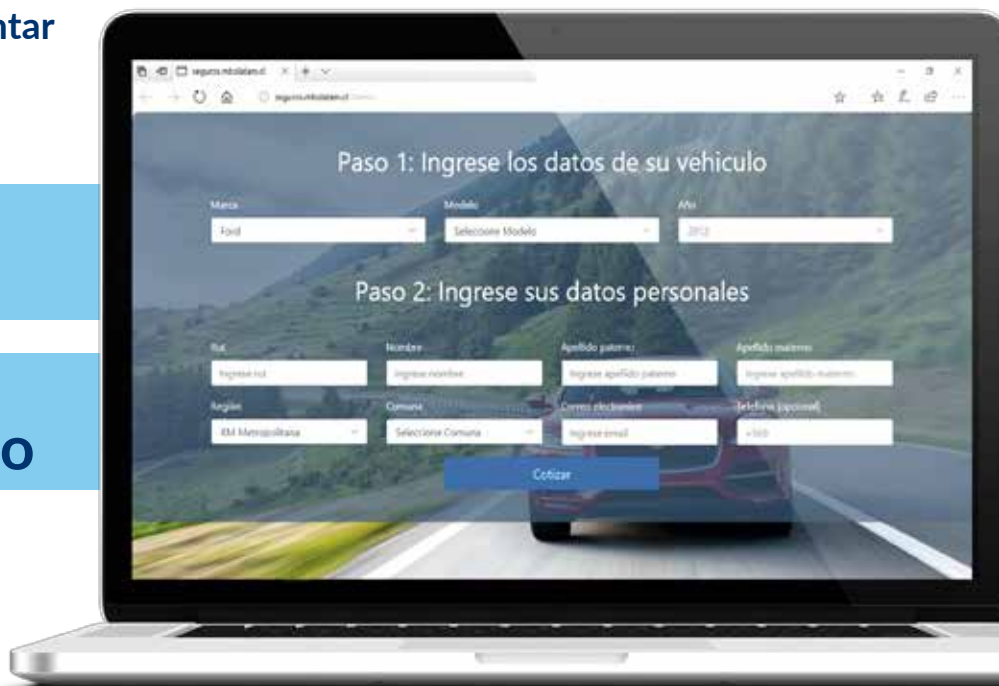 ntar
Paso 1: Ingrese los datos de su vehiculo
Marca Modelo Año
Ford Seleccione Modelo 2012
Paso 2: Ingrese sus datos personales
Rut Nombre Apellido paterno Apellido materno
Ingrese rut Ingrese nombre Ingrese apellido paterno Ingrese apellido materno
Región Comuna Correo electronico Telefono (opcional)
RM Metropolitana Seleccione Comuna Ingrese email +569
Cotizar
o